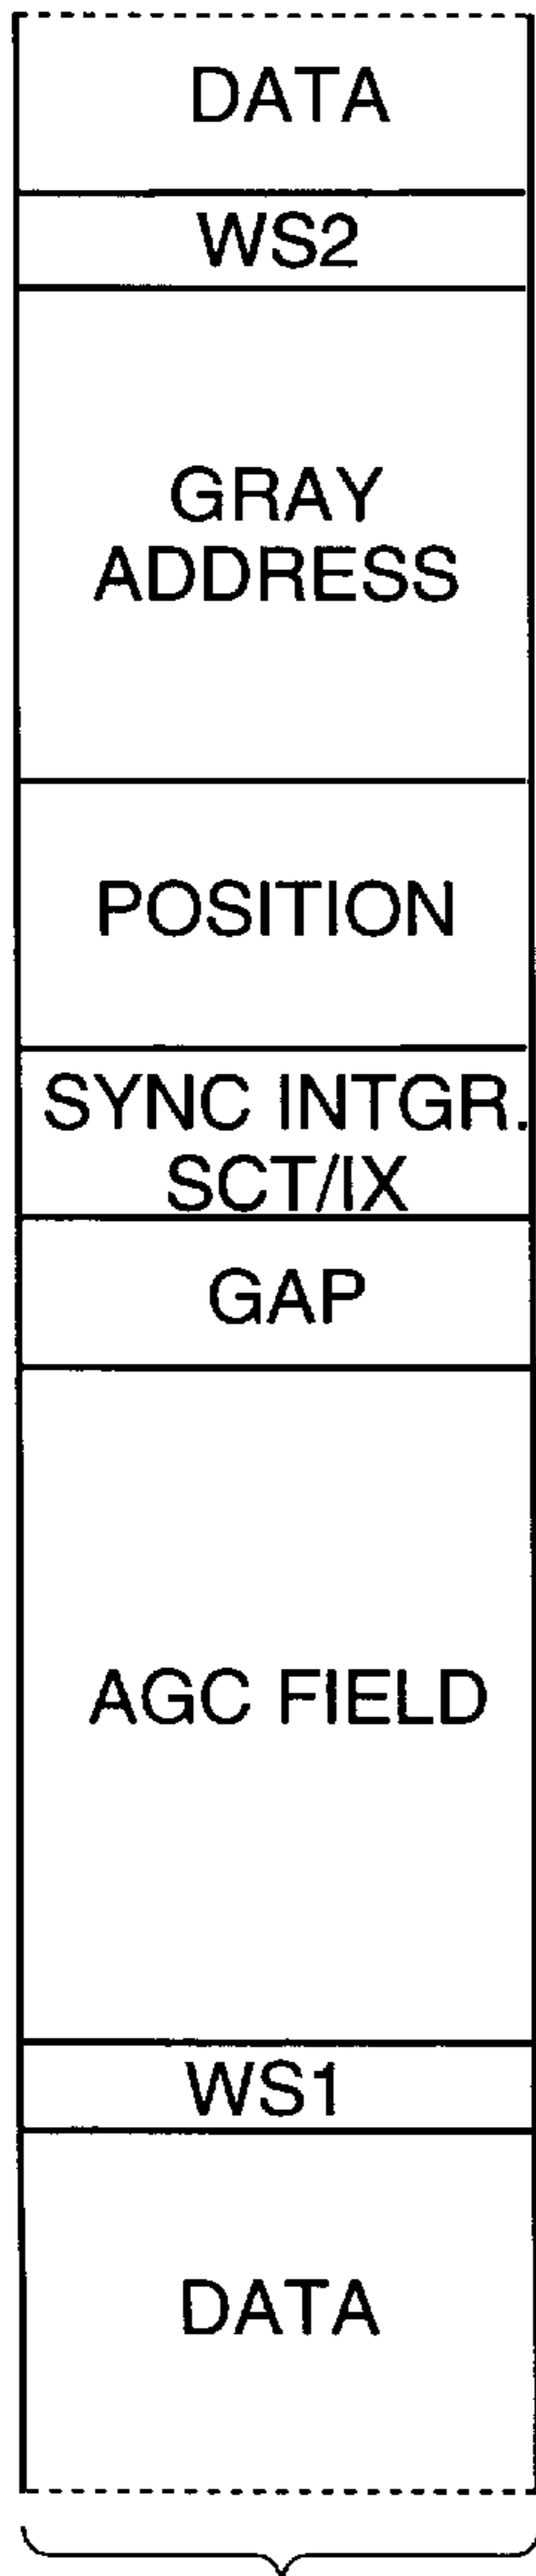 DATA
WS2
GRAY
ADDRESS
POSITION
SYNC INTGR.
SCT/IX
GAP
AGC FIELD
WS1
DATA